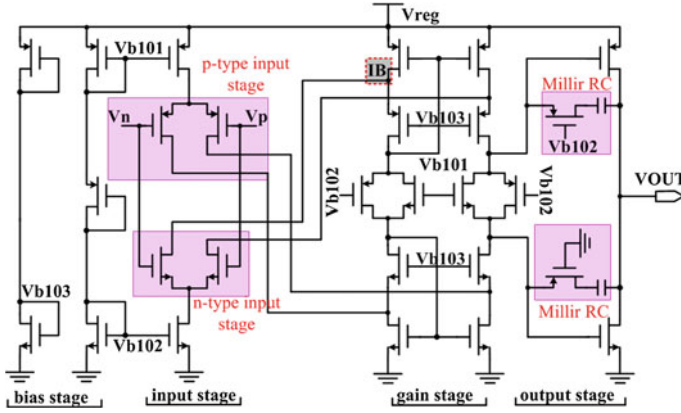 Vreg
Vb101
IB
p-type input
stage
Millir RC
Vn
Vp
Vb103
Vb102
Vb102
Vb101
Vb102
VOUT
Vb103
Vb103
n-type input
stage
Millir RC
Vb102
bias stage
input stage
gain stage
output stage